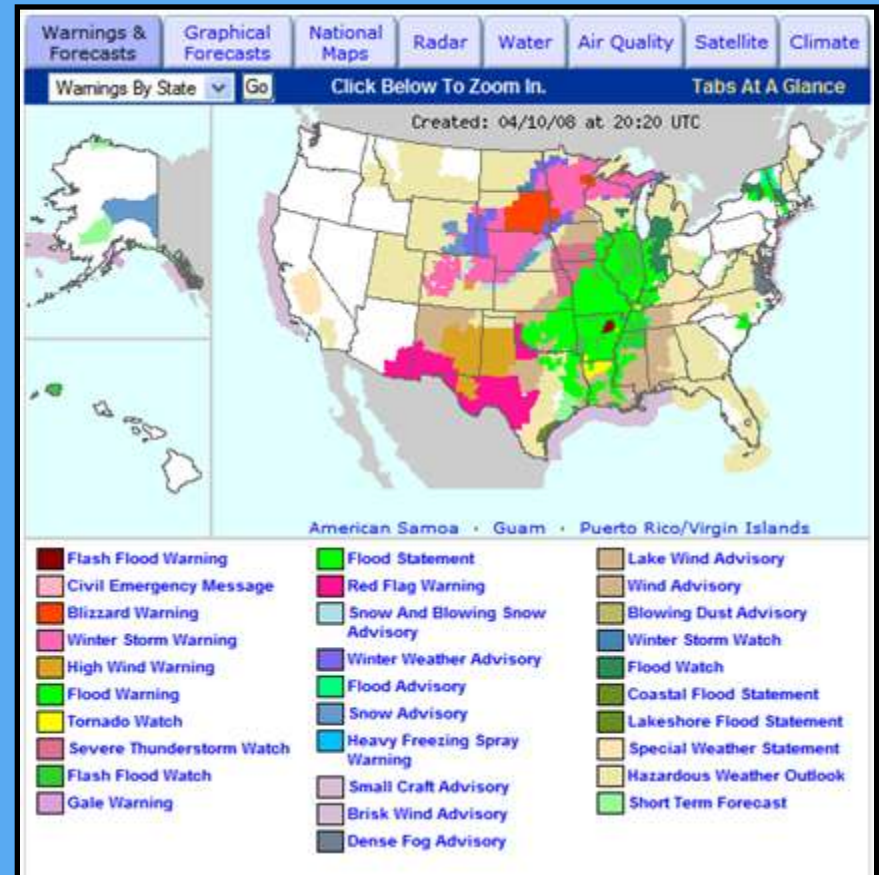 Warnings & Forecasts
Graphical Forecasts
National Maps
Radar
Water
Air Quality
Satellite
Climate
Warnings By State
Go
Click Below To Zoom In.
Tabs At A Glance
Created: 04/10/08 at 20:20 UTC
American Samoa · Guam · Puerto Rico/Virgin Islands
Flash Flood Warning
Civil Emergency Message
Blizzard Warning
Winter Storm Warning
High Wind Warning
Flood Warning
Tornado Watch
Severe Thunderstorm Watch
Flash Flood Watch
Gale Warning
Flood Statement
Red Flag Warning
Snow And Blowing Snow
Advisory
Winter Weather Advisory
Flood Advisory
Snow Advisory
Heavy Freezing Spray
Warning
Small Craft Advisory
Brisk Wind Advisory
Dense Fog Advisory
Lake Wind Advisory
Wind Advisory
Blowing Dust Advisory
Winter Storm Watch
Flood Watch
Coastal Flood Statement
Lakeshore Flood Statement
Special Weather Statement
Hazardous Weather Outlook
Short Term Forecast